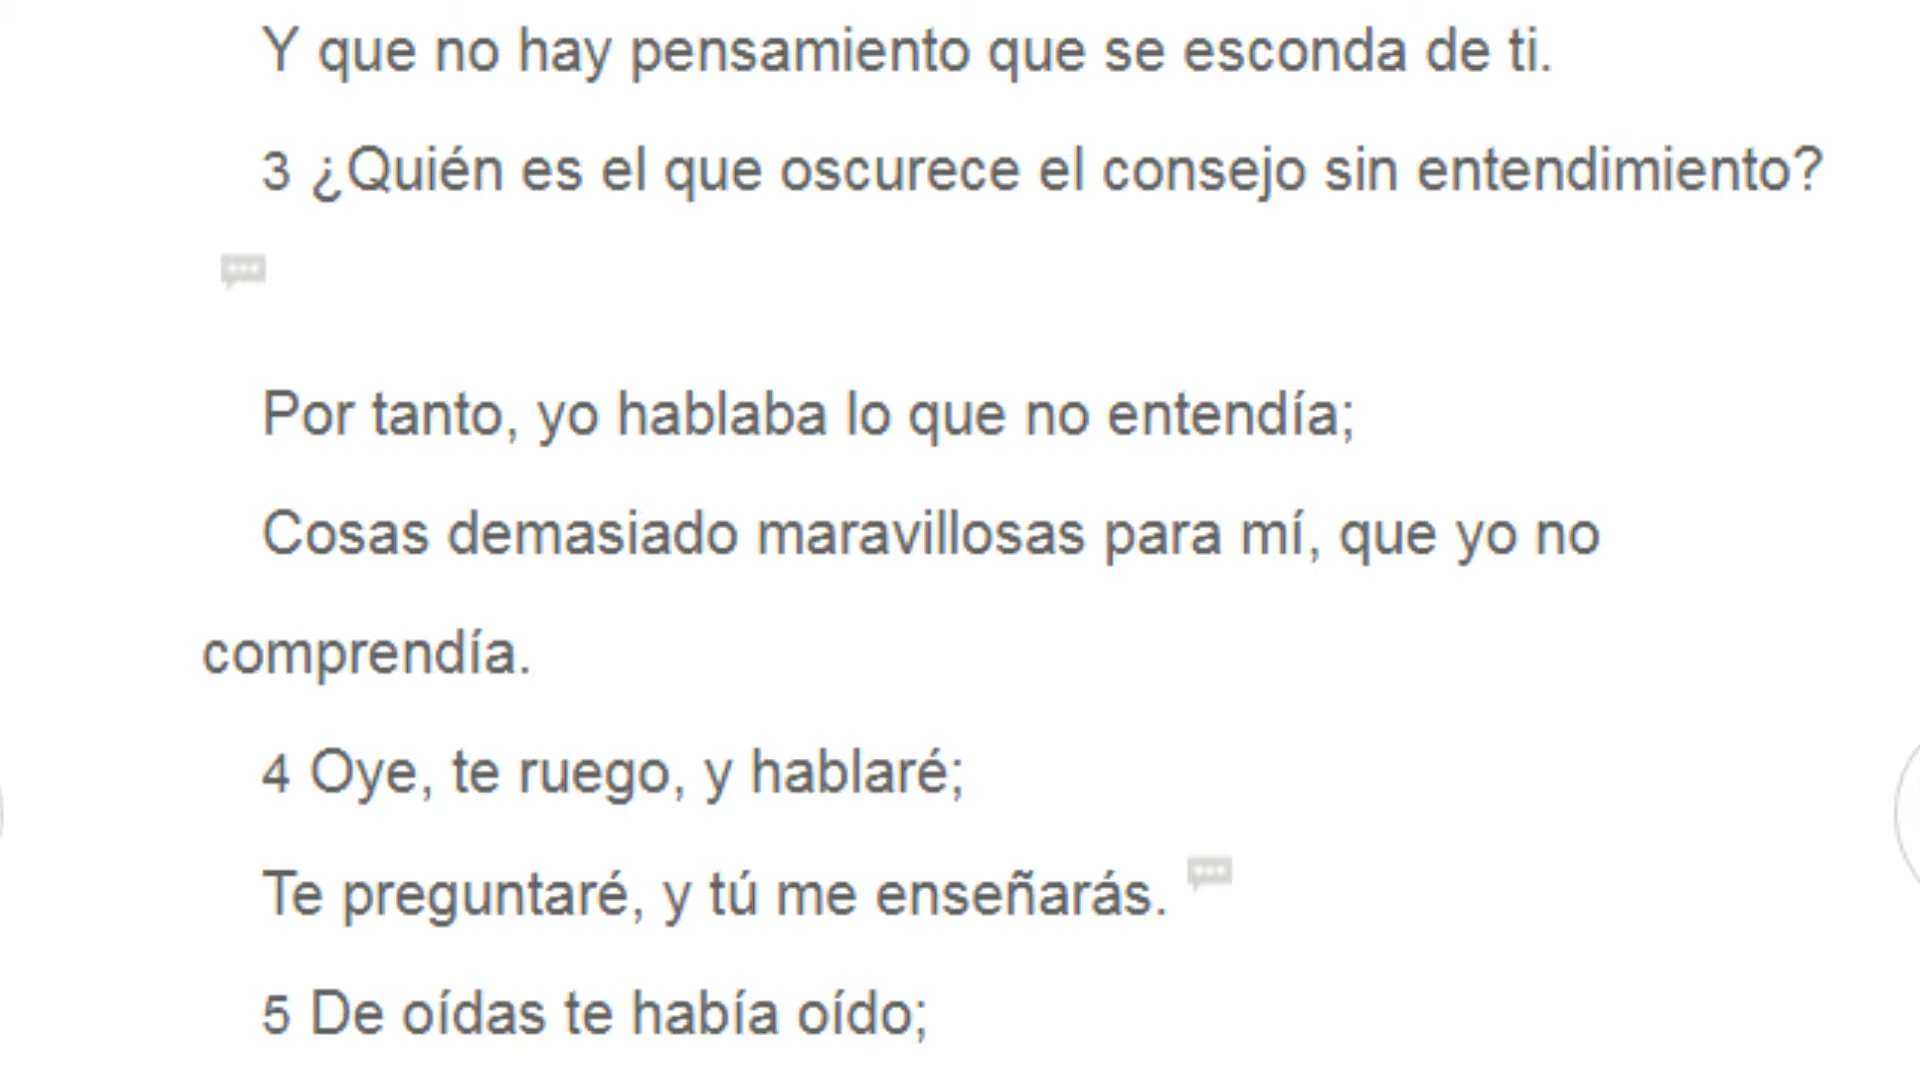 Y que no hay pensamiento que se esconda de ti.
3 ¿Quién es el que oscurece el consejo sin entendimiento?
Por tanto, yo hablaba lo que no entendía;
Cosas demasiado maravillosas para mí, que yo no
comprendía.
4 Oye, te ruego, y hablaré;
Te preguntaré, y tú me enseñarás.
5 De oídas te había oído;